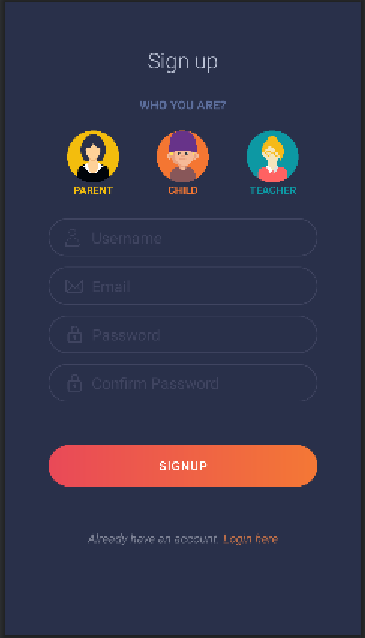 Sign up
WHO YOU ARE?
PARENT CHILD TEACHER
Username
Email
Password
Confirm Password
SIGNUP
Already have an account. Login here